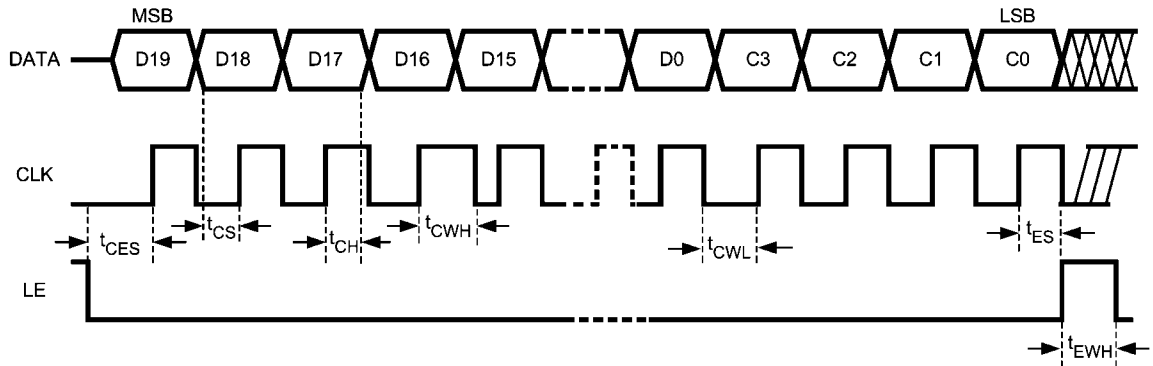 MSB LSB
DATA D19 D18 D17 D16 D15 D0 C3 C2 C1 C0
CLK
tCES tCS tCH tCWH tCWL tES
LE
tEWH